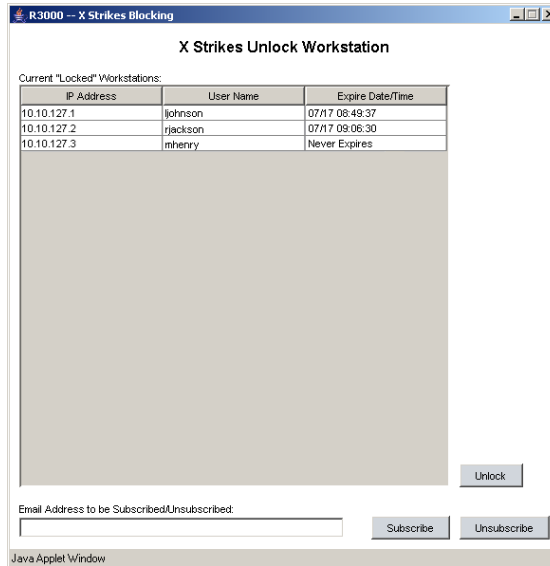 R3000 -- X Strikes Blocking
X Strikes Unlock Workstation
Current "Locked" Workstations:
IP Address User Name Expire Date/Time
10.10.127.1 ljohnson 07/17 08:49:37
10.10.127.2 rjackson 07/17 09:06:30
10.10.127.3 mhenry Never Expires
Unlock
Email Address to be Subscribed/Unsubscribed:
Subscribe Unsubscribe
Java Applet Window